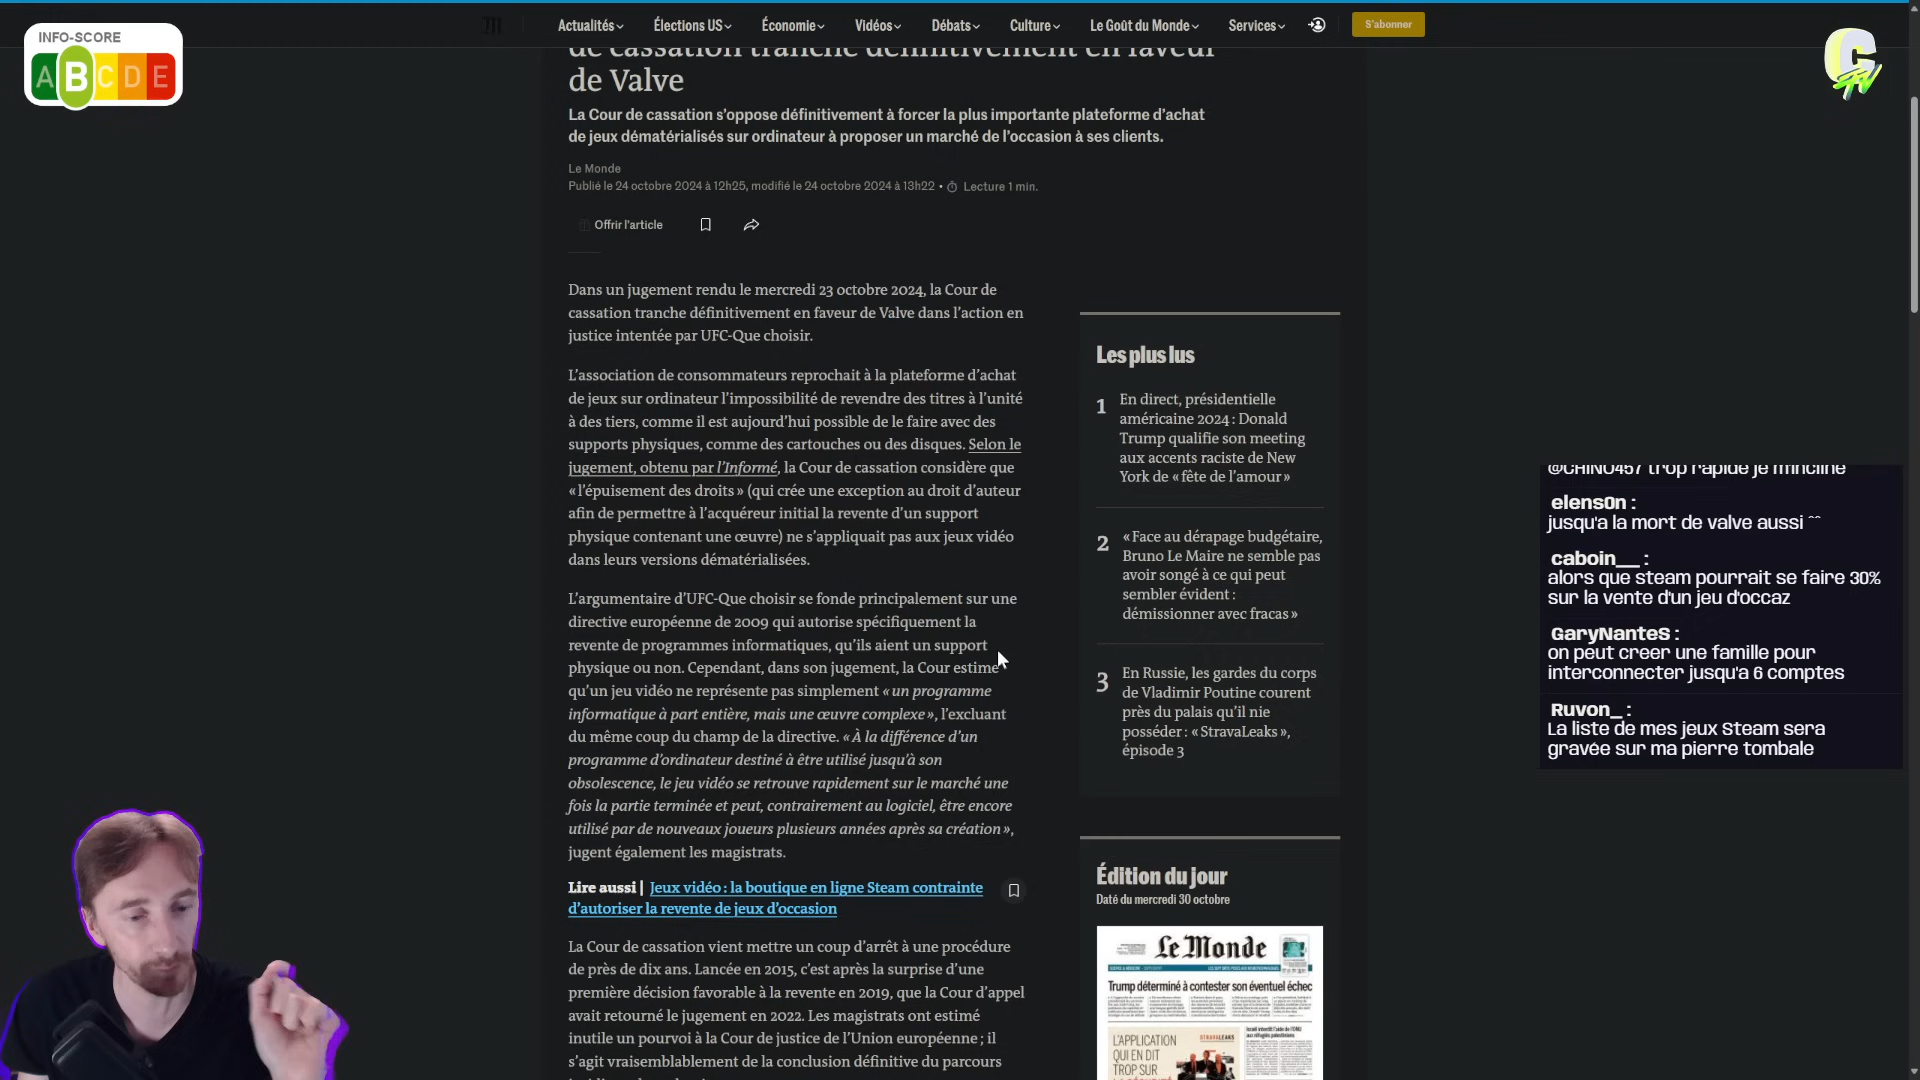 INFO-SCORE
A B C D E
Actualités
Élections US
Économie
Vidéos
Débats
Culture
Le Goût du Monde
Services
S'abonner
de cassation tranche définitivement en faveur
de Valve
La Cour de cassation s'oppose définitivement à forcer la plus importante plateforme d'achat
de jeux dématérialisés sur ordinateur à proposer un marché de l'occasion à ses clients.
Le Monde
Publié le 24 octobre 2024 à 12h25, modifié le 24 octobre 2024 à 13h22 • Lecture 1 min.
Offrir l'article
Dans un jugement rendu le mercredi 23 octobre 2024, la Cour de
cassation tranche définitivement en faveur de Valve dans l'action en
justice intentée par UFC-Que choisir.
L'association de consommateurs reprochait à la plateforme d'achat
de jeux sur ordinateur l'impossibilité de revendre des titres à l'unité
à des tiers, comme il est aujourd'hui possible de le faire avec des
supports physiques, comme des cartouches ou des disques. Selon le
jugement, obtenu par l'Informé, la Cour de cassation considère que
« l'épuisement des droits » (qui crée une exception au droit d'auteur
afin de permettre à l'acquéreur initial la revente d'un support
physique contenant une œuvre) ne s'appliquait pas aux jeux vidéo
dans leurs versions dématérialisées.
L'argumentaire d'UFC-Que choisir se fonde principalement sur une
directive européenne de 2009 qui autorise spécifiquement la
revente de programmes informatiques, qu'ils aient un support
physique ou non. Cependant, dans son jugement, la Cour estime
qu'un jeu vidéo ne représente pas simplement « un programme
informatique à part entière, mais une œuvre complexe », l'excluant
du même coup du champ de la directive. « À la différence d'un
programme d'ordinateur destiné à être utilisé jusqu'à son
obsolescence, le jeu vidéo se retrouve rapidement sur le marché une
fois la partie terminée et peut, contrairement au logiciel, être encore
utilisé par de nouveaux joueurs plusieurs années après sa création »,
jugent également les magistrats.
Lire aussi | Jeux vidéo : la boutique en ligne Steam contrainte
d'autoriser la revente de jeux d'occasion
La Cour de cassation vient mettre un coup d'arrêt à une procédure
de près de dix ans. Lancée en 2015, c'est après la surprise d'une
première décision favorable à la revente en 2019, que la Cour d'appel
avait retourné le jugement en 2022. Les magistrats ont estimé
inutile un pourvoi à la Cour de justice de l'Union européenne ; il
s'agit vraisemblablement de la conclusion définitive du parcours
Les plus lus
1 En direct, présidentielle
américaine 2024 : Donald
Trump qualifie son meeting
aux accents raciste de New
York de « fête de l'amour »
2 « Face au dérapage budgétaire,
Bruno Le Maire ne semble pas
avoir songé à ce qui peut
sembler évident :
démissionner avec fracas »
3 En Russie, les gardes du corps
de Vladimir Poutine courent
près du palais qu'il nie
posséder : « StravaLeaks »,
épisode 3
Édition du jour
Daté du mercredi 30 octobre
Le Monde
Trump déterminé à contester son éventuel échec
L'APPLICATION
QUI EN DIT
TROP SUR
C TV
@CHINO457 trop rapide je m'incline
elens0n :
jusqu'a la mort de valve aussi ^^
caboin__ :
alors que steam pourrait se faire 30%
sur la vente d'un jeu d'occaz
GaryNanteS :
on peut creer une famille pour
interconnecter jusqu'a 6 comptes
Ruvon_ :
La liste de mes jeux Steam sera
gravée sur ma pierre tombale